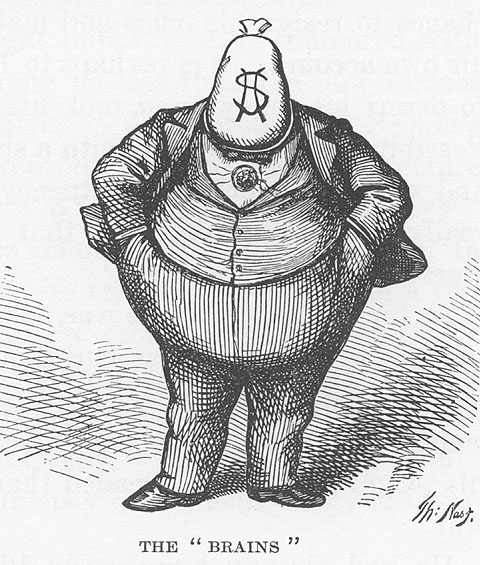 $
Th: Nast.
THE “ BRAINS ”